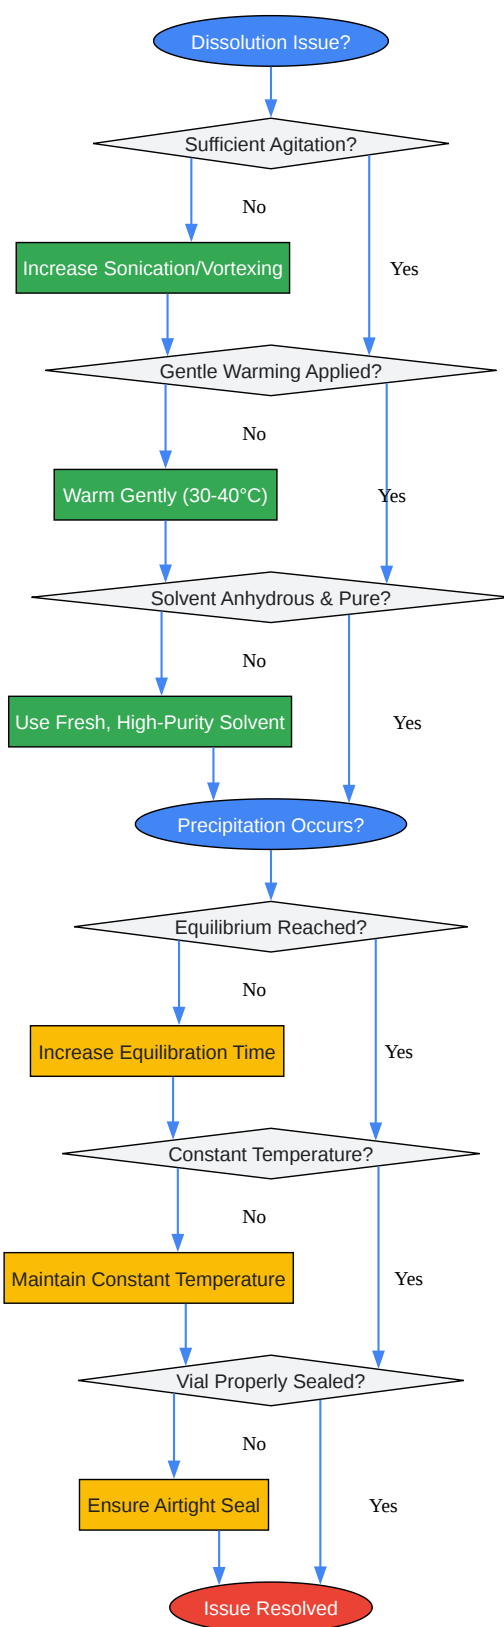 Dissolution Issue?
Sufficient Agitation?
No
Increase Sonication/Vortexing
Yes
Gentle Warming Applied?
No
Warm Gently (30-40°C)
Yes
Solvent Anhydrous & Pure?
No
Use Fresh, High-Purity Solvent
Yes
Precipitation Occurs?
Equilibrium Reached?
No
Increase Equilibration Time
Yes
Constant Temperature?
No
Maintain Constant Temperature
Yes
Vial Properly Sealed?
No
Ensure Airtight Seal
Yes
Issue Resolved